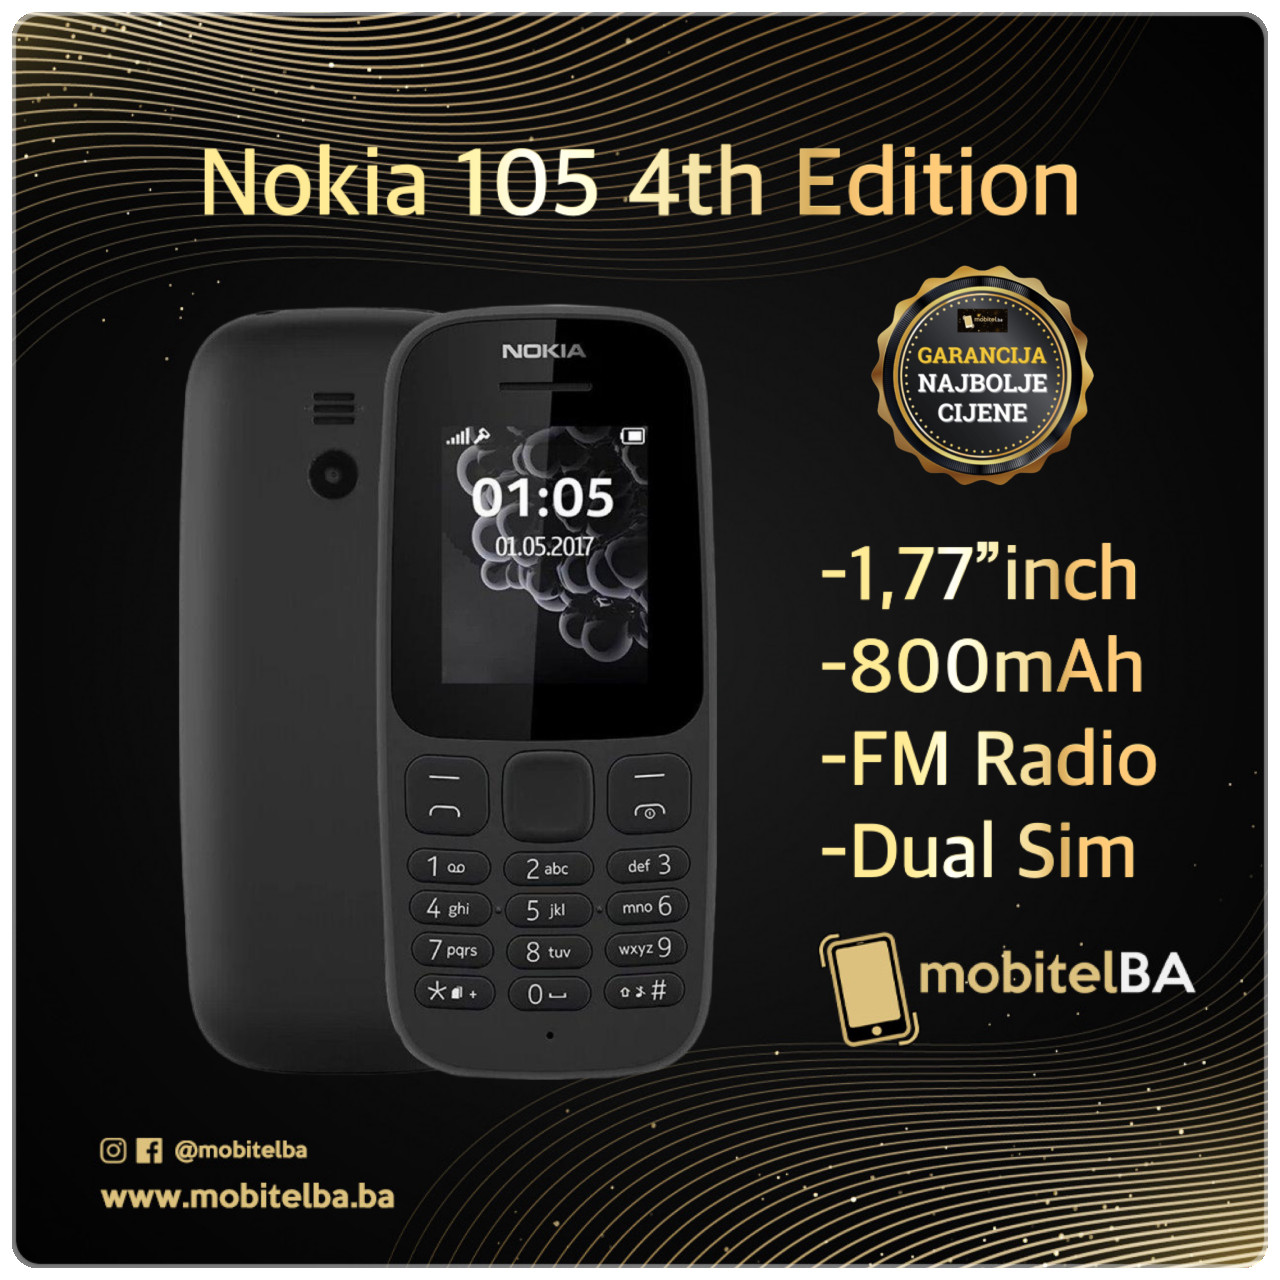 Nokia 105 4th Edition
mobitelBA
GARANCIJA
NAJBOLJE
CIJENE
NOKIA
01:05
01.05.2017
-1,77”inch
-800mAh
-FM Radio
-Dual Sim
1
2 abc
def 3
4 ghi
5 jkl
mno 6
7 pqrs
8 tuv
wxyz 9
* +
0
#
mobitelBA
@mobitelba
www.mobitelba.ba